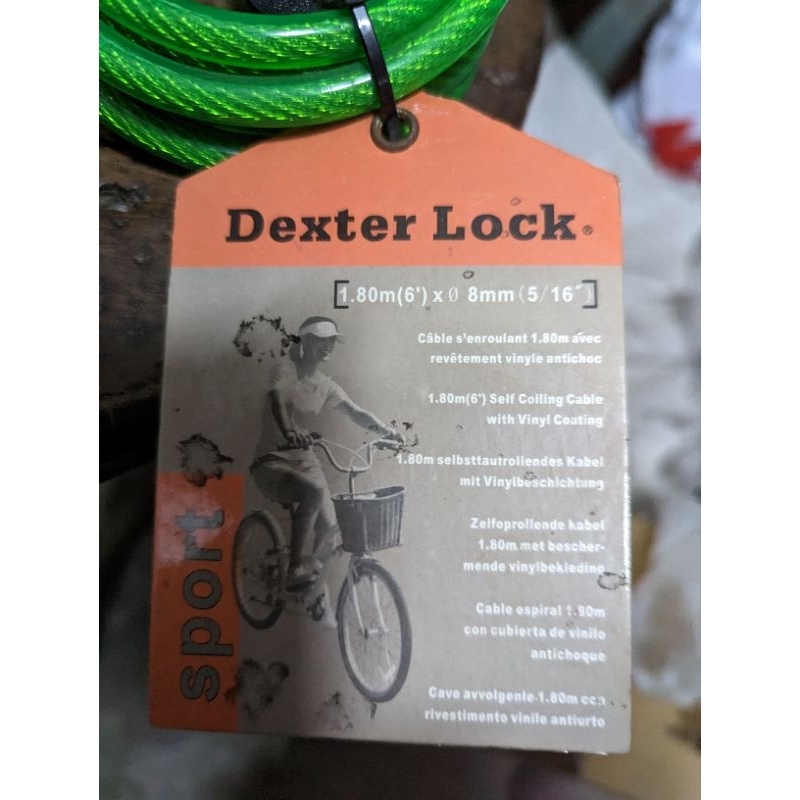 Dexter Lock®
[1.80m(6') x Ø 8mm (5/16")]
Câble s'enroulant 1.80m avec
revêtement vinyle antichoc
1.80m(6') Self Coiling Cable
with Vinyl Coating
1.80m selbsttaufrollendes Kabel
mit Vinylbeschichtung
Zelfoprollende kabel
1.80m met bescher-
mende vinylbekleding
Cable espiral 1.80m
con cubierta de vinilo
antichoque
Cavo avvolgenle 1.80m con
rivestimento vinile antiurto
sport